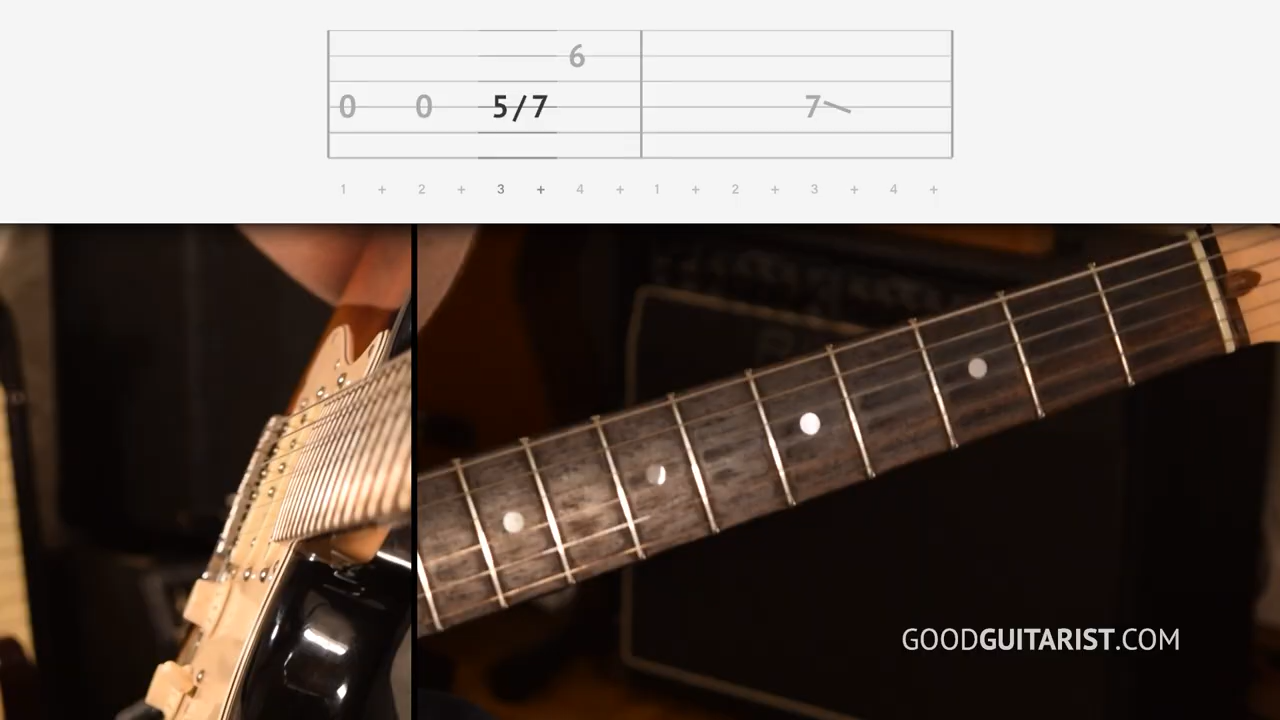 6
0 0 5/7 7
1 + 2 + 3 + 4 + 1 + 2 + 3 + 4 +
GOODGUITARIST.COM